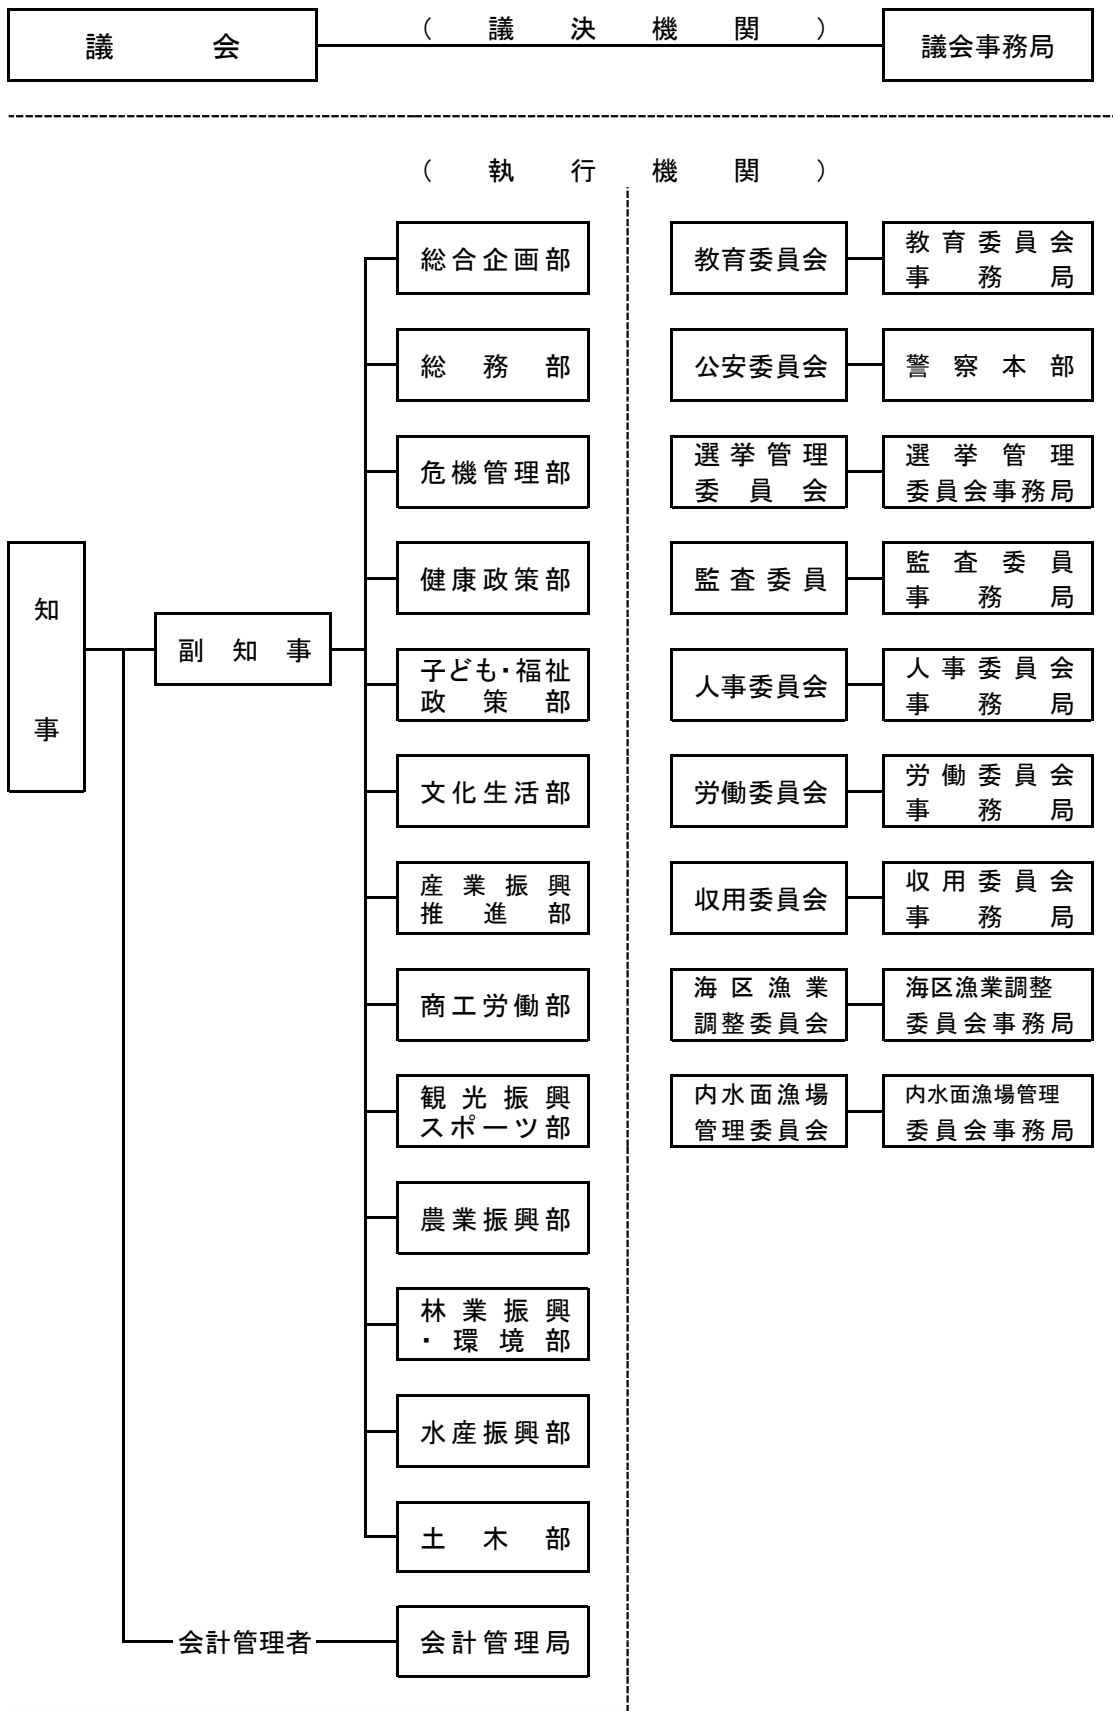 議会
（議決機関）
議会事務局
（執行機関）
知事
副知事
総合企画部
総務部
危機管理部
健康政策部
子ども・福祉
政策部
文化生活部
産業振興
推進部
商工労働部
観光振興
スポーツ部
農業振興部
林業振興
・環境部
水産振興部
土木部
会計管理者
会計管理局
教育委員会
教育委員会
事務局
公安委員会
警察本部
選挙管理
委員会
選挙管理
委員会事務局
監査委員
監査委員
事務局
人事委員会
人事委員会
事務局
労働委員会
労働委員会
事務局
収用委員会
収用委員会
事務局
海区漁業
調整委員会
海区漁業調整
委員会事務局
内水面漁場
管理委員会
内水面漁場管理
委員会事務局